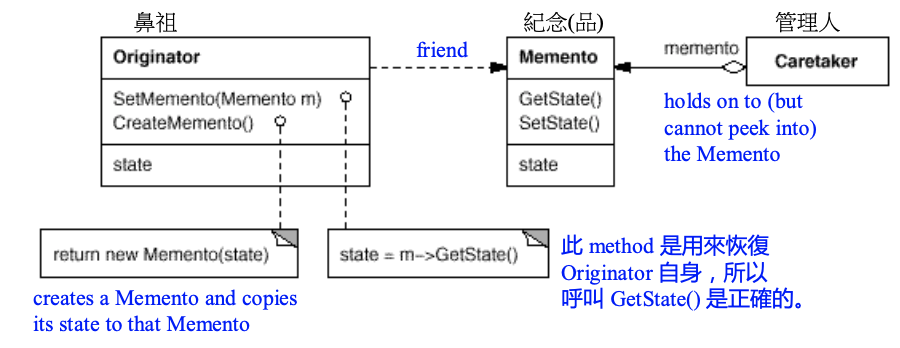 鼻祖
Originator
SetMemento(Memento m)
CreateMemento()
state
return new Memento(state)
creates a Memento and copies
its state to that Memento
state = m->GetState()
此 method 是用來恢復
Originator 自身，所以
呼叫 GetState() 是正確的。
friend
紀念(品)
Memento
GetState()
SetState()
state
memento
管理人
Caretaker
holds on to (but
cannot peek into)
the Memento